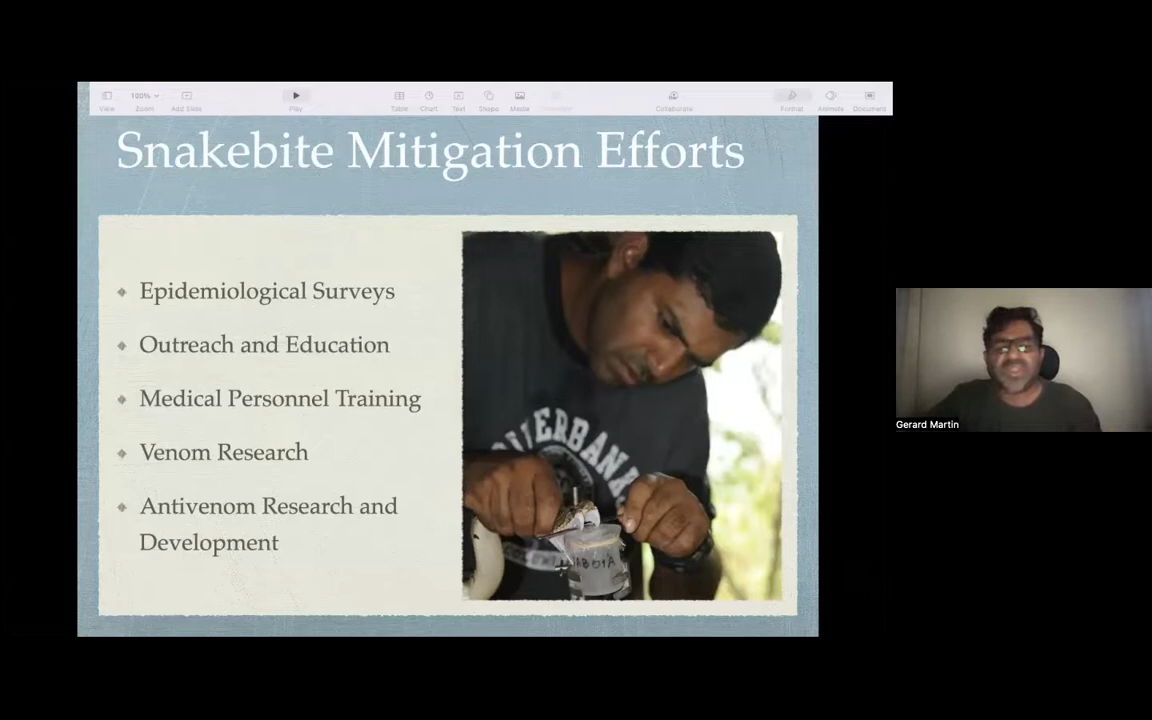 100%
View
Zoom
Add Slide
Play
Table
Chart
Text
Shape
Media
Collaborate
Format
Animate
Document
Snakebite Mitigation Efforts
Epidemiological Surveys
Outreach and Education
Medical Personnel Training
Venom Research
Antivenom Research and
Development
Gerard Martin